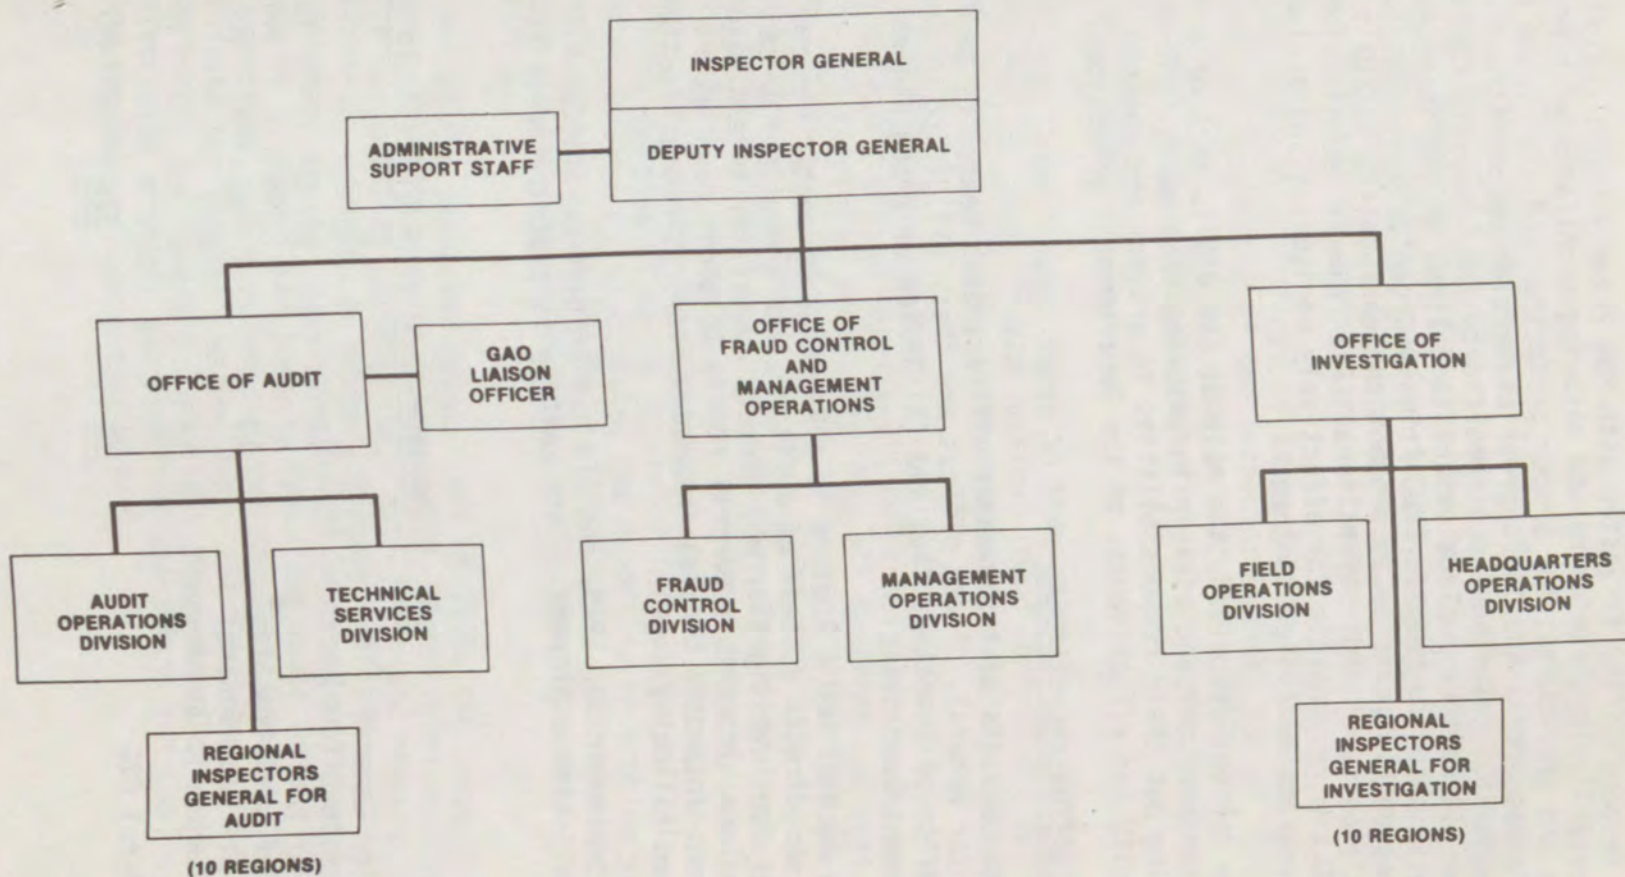 INSPECTOR GENERAL
DEPUTY INSPECTOR GENERAL
ADMINISTRATIVE
SUPPORT STAFF
OFFICE OF AUDIT
GAO
LIAISON
OFFICER
OFFICE OF
FRAUD CONTROL
AND
MANAGEMENT
OPERATIONS
OFFICE OF
INVESTIGATION
AUDIT
OPERATIONS
DIVISION
TECHNICAL
SERVICES
DIVISION
FRAUD
CONTROL
DIVISION
MANAGEMENT
OPERATIONS
DIVISION
FIELD
OPERATIONS
DIVISION
HEADQUARTERS
OPERATIONS
DIVISION
REGIONAL
INSPECTORS
GENERAL FOR
AUDIT
(10 REGIONS)
REGIONAL
INSPECTORS
GENERAL FOR
INVESTIGATION
(10 REGIONS)